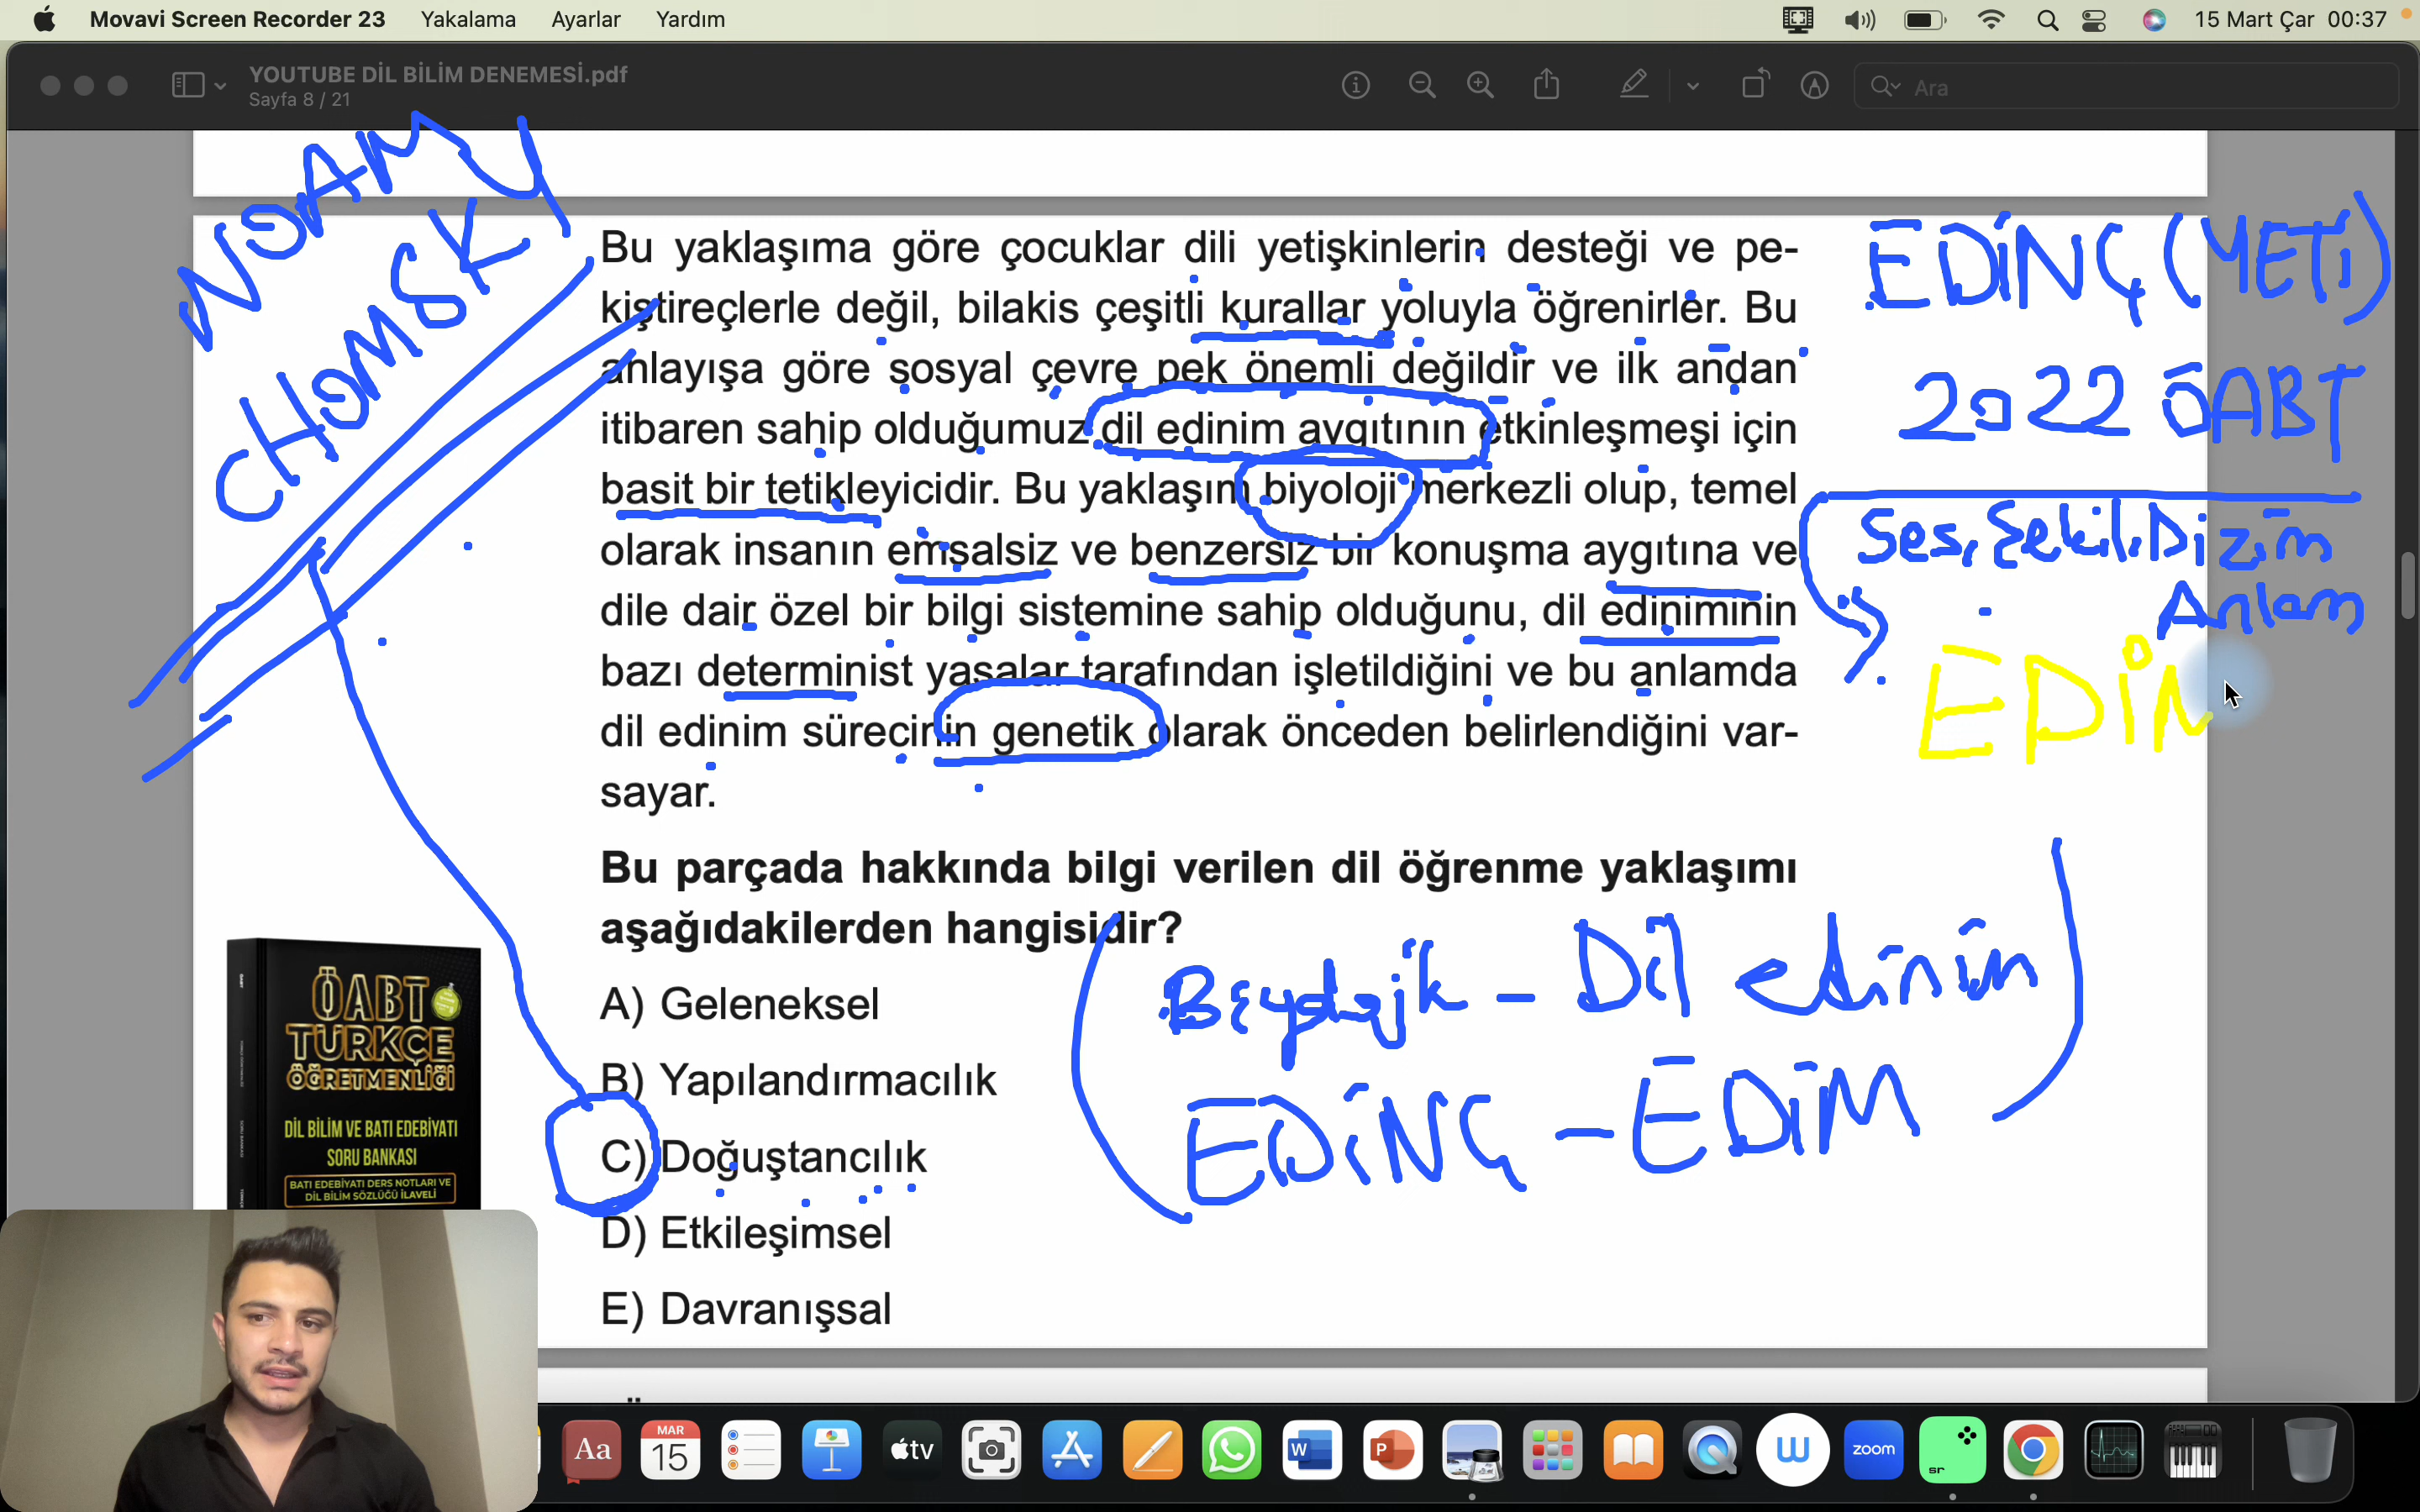 Movavi Screen Recorder 23 Yakalama Ayarlar Yardım 15 Mart Çar 00:37
YOUTUBE DİL BİLİM DENEMESİ.pdf
Sayfa 8 / 21
Ara
NOAM
CHOMSKY
Bu yaklaşıma göre çocuklar dili yetişkinlerin desteği ve pe-
kiştireçlerle değil, bilakis çeşitli kurallar yoluyla öğrenirler. Bu
anlayışa göre sosyal çevre pek önemli değildir ve ilk andan
itibaren sahip olduğumuz dil edinim aygıtının etkinleşmesi için
basit bir tetikleyicidir. Bu yaklaşım biyoloji merkezli olup, temel
olarak insanın emsalsiz ve benzersiz bir konuşma aygıtına ve
dile dair özel bir bilgi sistemine sahip olduğunu, dil ediniminin
bazı determinist yasalar tarafından işletildiğini ve bu anlamda
dil edinim sürecinin genetik olarak önceden belirlendiğini var-
sayar.
EDİNÇ (YETİ)
2022 ÖABT
Ses, Şekil, Dizim
Anlam
EDİM
Bu parçada hakkında bilgi verilen dil öğrenme yaklaşımı
aşağıdakilerden hangisidir?
Biyolojik – Dil edinim
EDİNÇ – EDİM
A) Geleneksel
B) Yapılandırmacılık
C) Doğuştancılık
D) Etkileşimsel
E) Davranışsal
ÖABT
TÜRKÇE
ÖĞRETMENLİĞİ
DİL BİLİM VE BATI EDEBİYATI
SORU BANKASI
BATI EDEBİYATI DERS NOTLARI VE
DİL BİLİM SÖZLÜĞÜ İLAVELİ
Aa
MAR
15
tv
W
P
W
zoom
sr